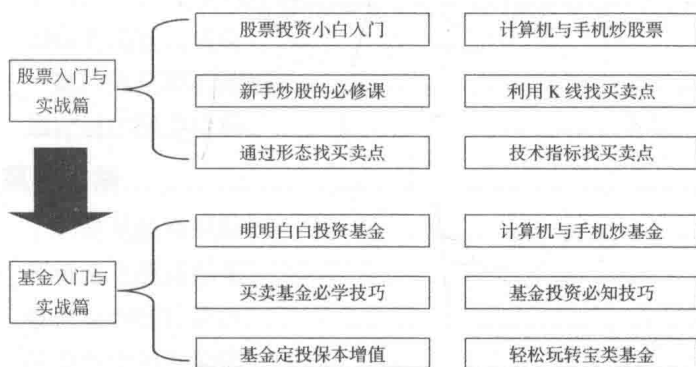 股票入门与
实战篇
股票投资小白入门
计算机与手机炒股票
新手炒股的必修课
利用 K 线找买卖点
通过形态找买卖点
技术指标找买卖点
基金入门与
实战篇
明明白白投资基金
计算机与手机炒基金
买卖基金必学技巧
基金投资必知技巧
基金定投保本增值
轻松玩转宝类基金